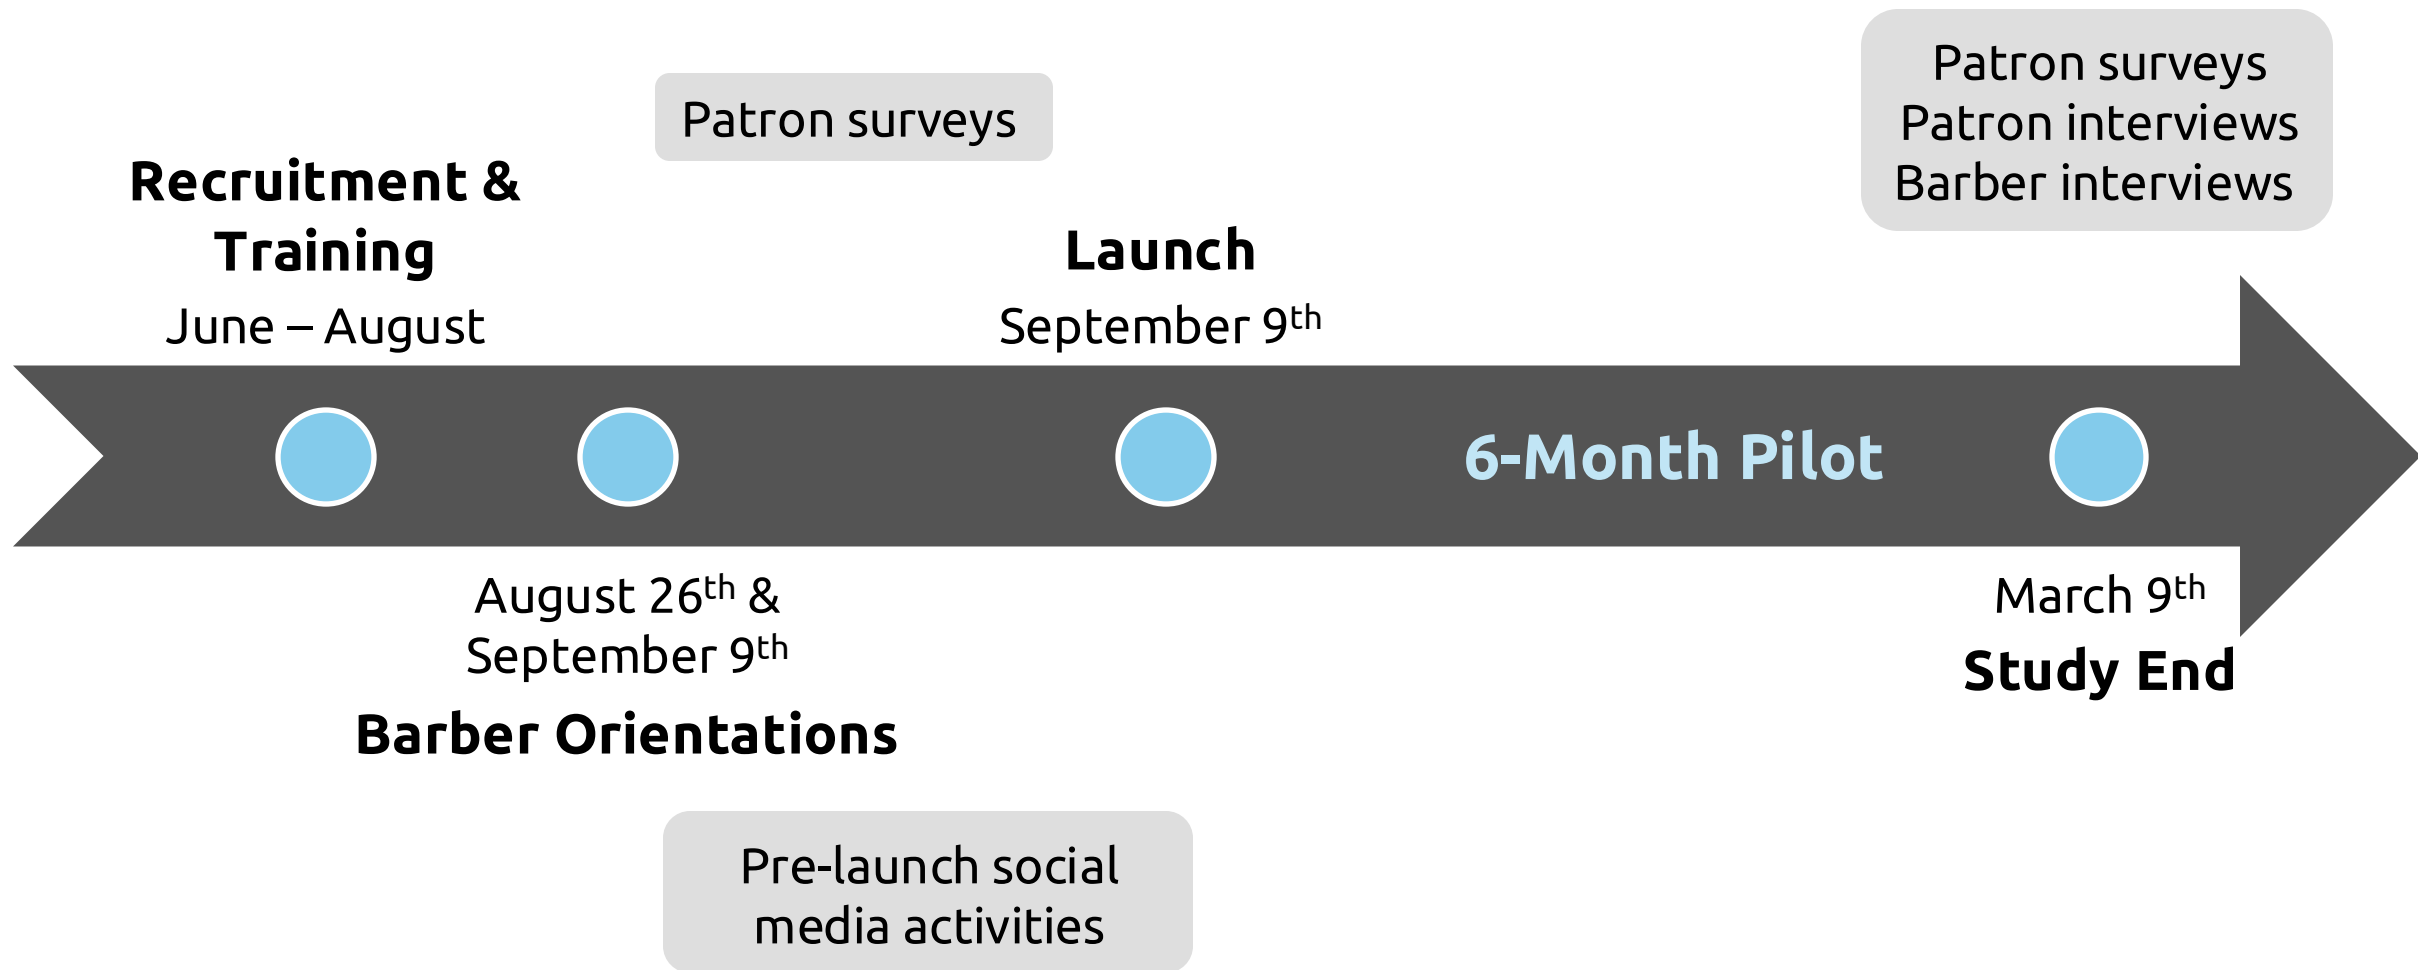 Patron surveys
Recruitment &
Training
June – August
Launch
September 9th
Patron surveys
Patron interviews
Barber interviews
6-Month Pilot
August 26th &
September 9th
Barber Orientations
March 9th
Study End
Pre-launch social
media activities